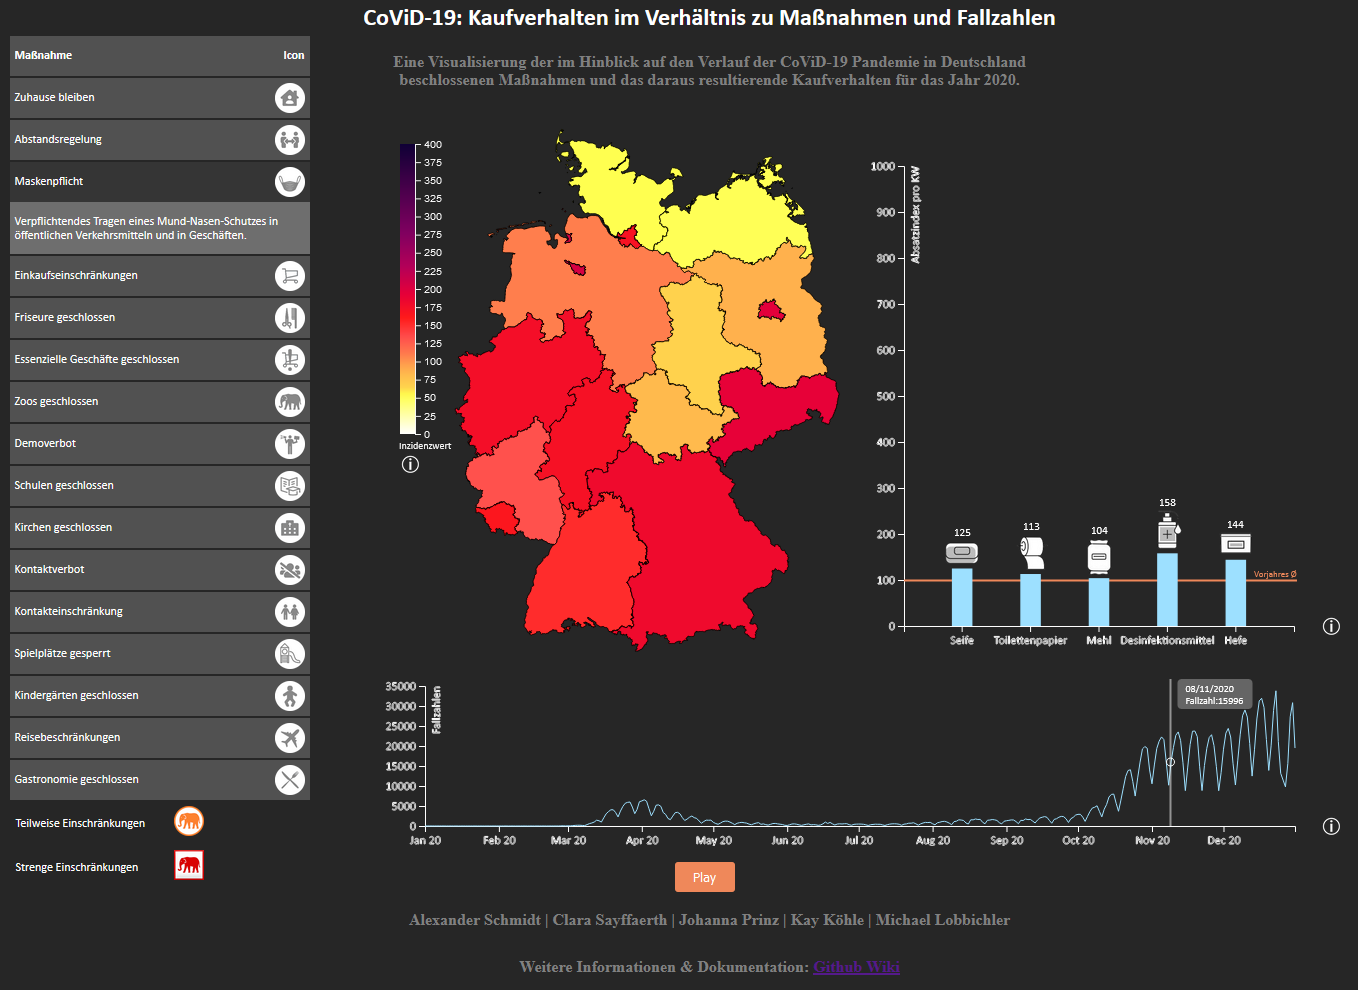 CoViD-19: Kaufverhalten im Verhältnis zu Maßnahmen und Fallzahlen
Eine Visualisierung der im Hinblick auf den Verlauf der CoViD-19 Pandemie in Deutschland
beschlossenen Maßnahmen und das daraus resultierende Kaufverhalten für das Jahr 2020.
Maßnahme Icon
Zuhause bleiben
Abstandsregelung
Maskenpflicht
Verpflichtendes Tragen eines Mund-Nasen-Schutzes in
öffentlichen Verkehrsmitteln und in Geschäften.
Einkaufseinschränkungen
Friseure geschlossen
Essenzielle Geschäfte geschlossen
Zoos geschlossen
Demoverbot
Schulen geschlossen
Kirchen geschlossen
Kontaktverbot
Kontakteinschränkung
Spielplätze gesperrt
Kindergärten geschlossen
Reisebeschränkungen
Gastronomie geschlossen
Teilweise Einschränkungen
Strenge Einschränkungen
400
375
350
325
300
275
250
225
200
175
150
125
100
75
50
25
0
Inzidenzwert
1000
900
800
700
600
500
400
300
200
100
0
Absatzindex pro KW
125
113
104
158
144
Vorjahres Ø
Seife Toilettenpapier Mehl Desinfektionsmittel Hefe
35000
30000
25000
20000
15000
10000
5000
0
Fallzahlen
08/11/2020
Fallzahl:15996
Jan 20 Feb 20 Mar 20 Apr 20 May 20 Jun 20 Jul 20 Aug 20 Sep 20 Oct 20 Nov 20 Dec 20
Play
Alexander Schmidt | Clara Sayffaerth | Johanna Prinz | Kay Köhle | Michael Lobbichler
Weitere Informationen & Dokumentation: Github Wiki